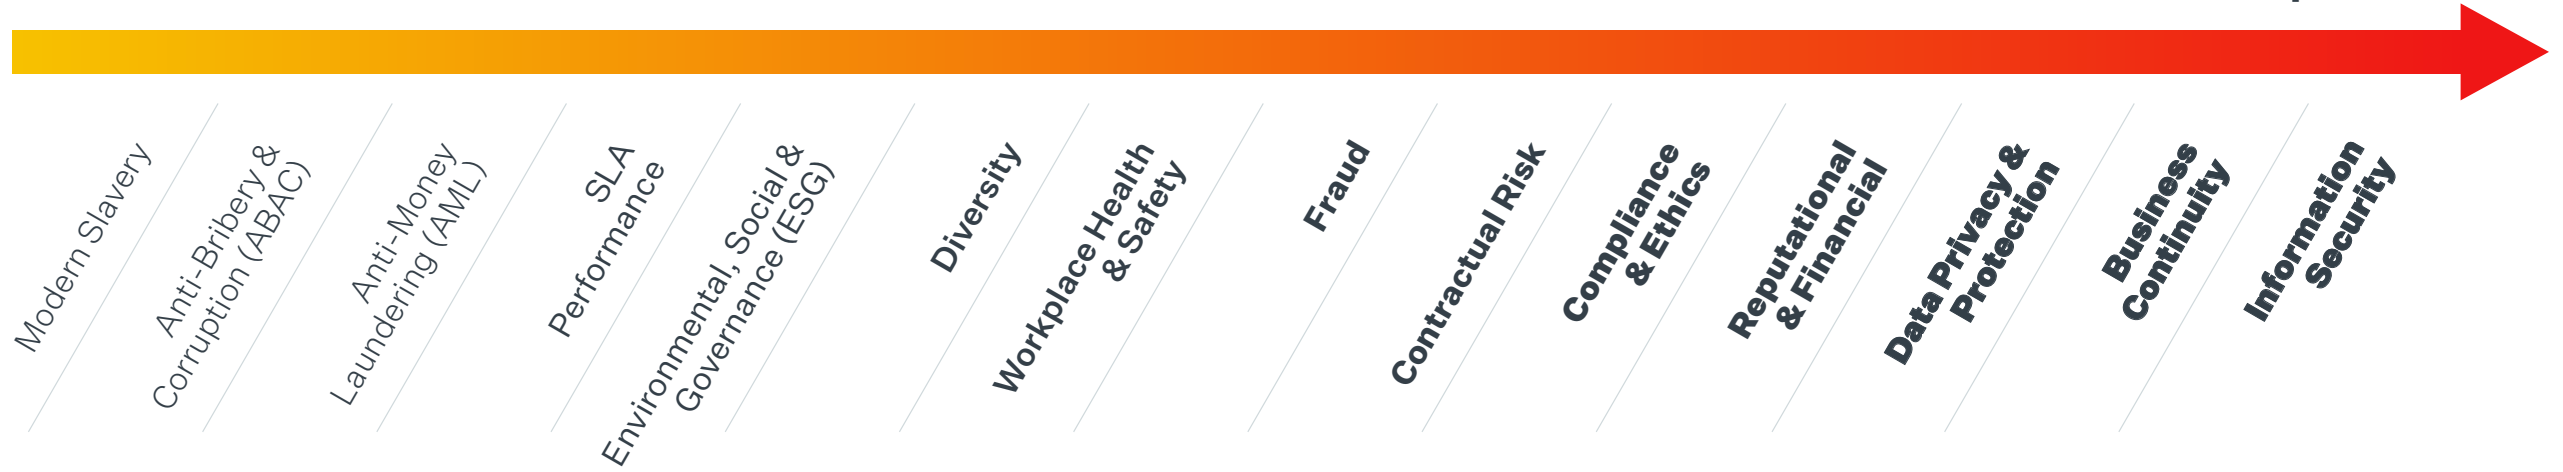 Modern Slavery
Anti-Bribery &
Corruption (ABAC)
Anti-Money
Laundering (AML)
SLA
Performance
Environmental, Social &
Governance (ESG)
Diversity
Workplace Health
& Safety
Fraud
Contractual Risk
Compliance
& Ethics
Reputational
& Financial
Data Privacy &
Protection
Business
Continuity
Information
Security